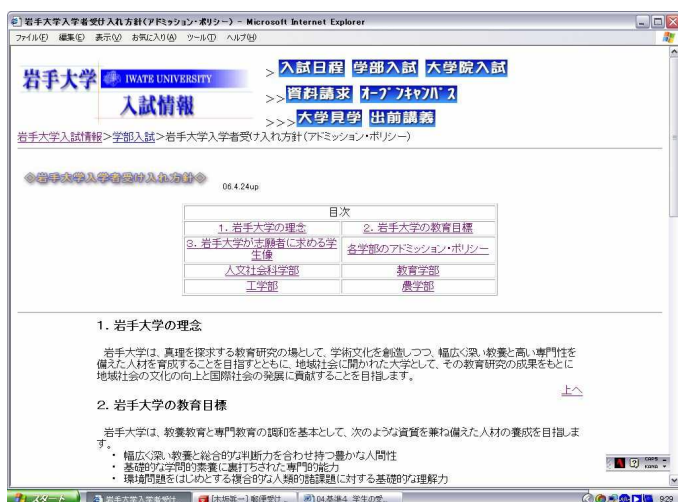 岩手大学入学者受け入れ方針(アドミッション・ポリシー) - Microsoft Internet Explorer
ファイル(F) 編集(E) 表示(V) お気に入り(A) ツール(T) ヘルプ(H)
岩手大学 IWATE UNIVERSITY
入試情報
> 入試日程 学部入試 大学院入試
>> 資料請求 オープンキャンパス
>>> 大学見学 出前講義
岩手大学入試情報>学部入試>岩手大学入学者受け入れ方針(アドミッション・ポリシー)
◇岩手大学入学者受け入れ方針◇
06.4.24up
目次
1. 岩手大学の理念 2. 岩手大学の教育目標
3. 岩手大学が志願者に求める学生像 各学部のアドミッション・ポリシー
人文社会科学部 教育学部
工学部 農学部
1. 岩手大学の理念
岩手大学は、真理を探求する教育研究の場として、学術文化を創造しつつ、幅広く深い教養と高い専門性を
備えた人材を育成することを目指すとともに、地域社会に開かれた大学として、その教育研究の成果をもとに
地域社会の文化の向上と国際社会の発展に貢献することを目指します。
上へ
2. 岩手大学の教育目標
岩手大学は、教養教育と専門教育の調和を基本として、次のような資質を兼ね備えた人材の養成を目指しま
す。
・ 幅広く深い教養と総合的な判断力を合わせ持つ豊かな人間性
・ 基礎的な学問的素養に裏打ちされた専門的能力
・ 環境問題をはじめとする複合的な人類的諸課題に対する基礎的な理解力
スタート
9:29